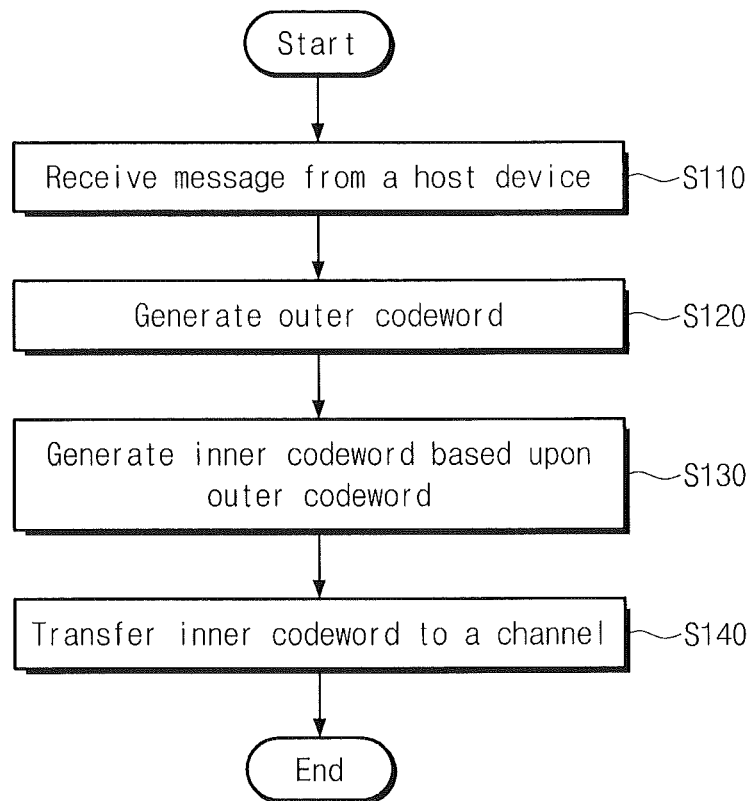 Start
Receive message from a host device
S110
Generate outer codeword
S120
Generate inner codeword based upon
outer codeword
S130
Transfer inner codeword to a channel
S140
End